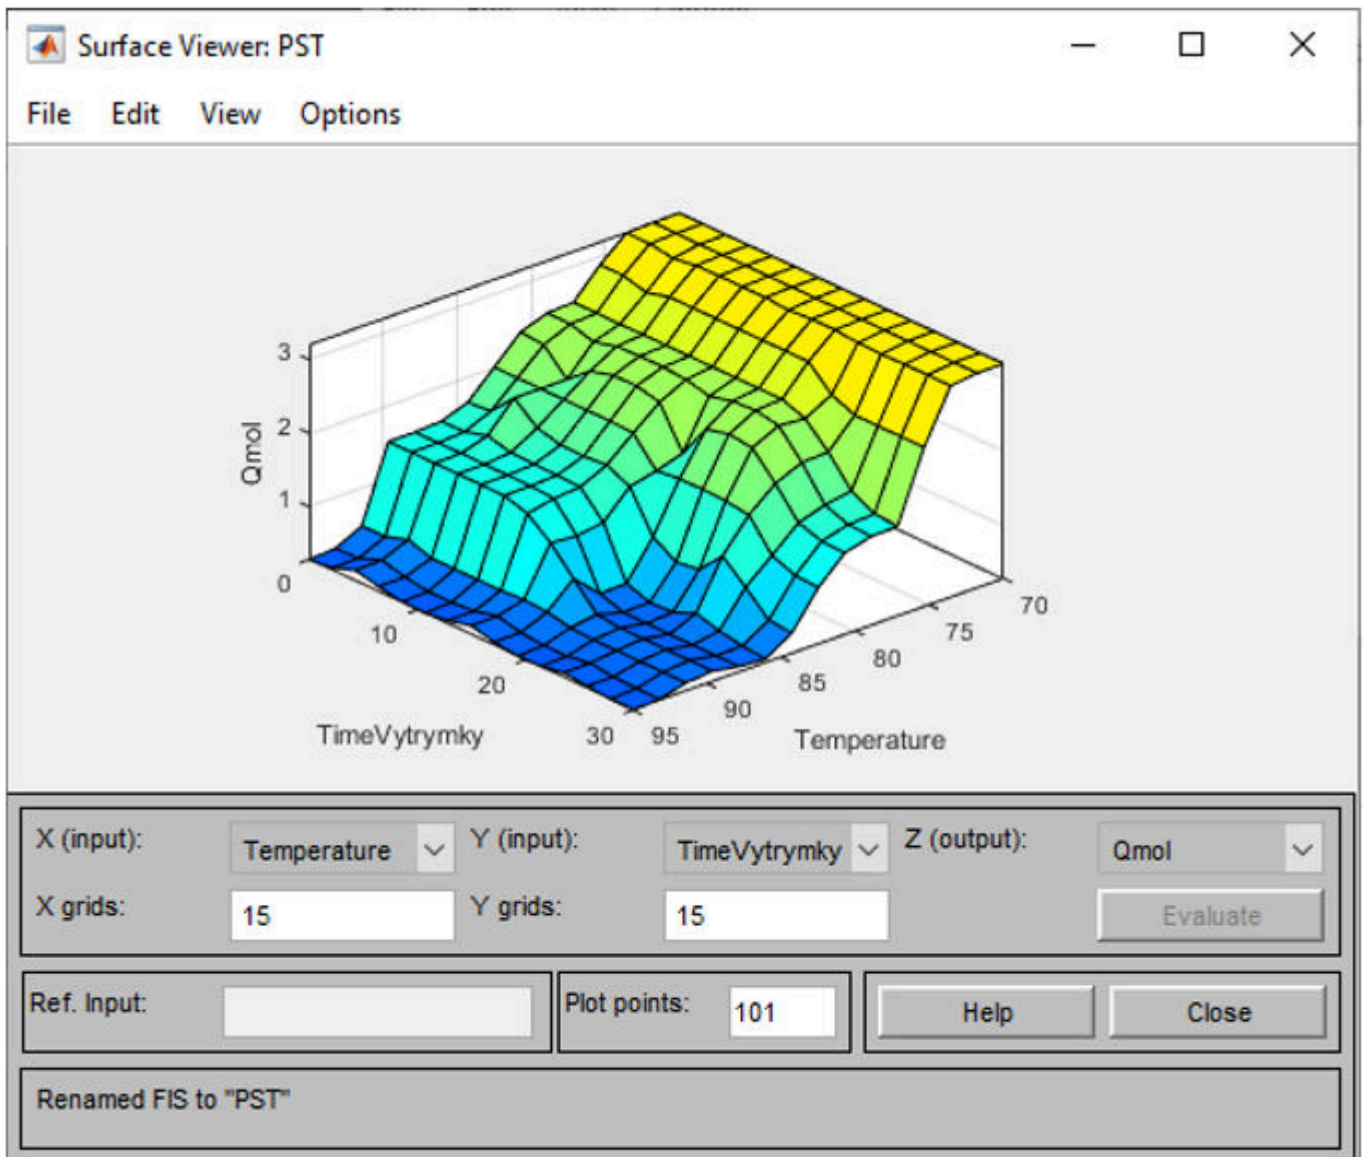 Surface Viewer: PST
File Edit View Options
3
2
1
0
Qmol
10
20
30
TimeVytrymky
95
90
85
80
75
70
Temperature
X (input): Temperature Y (input): TimeVytrymky Z (output): Qmol
X grids: 15 Y grids: 15 Evaluate
Ref. Input: Plot points: 101 Help Close
Renamed FIS to "PST"